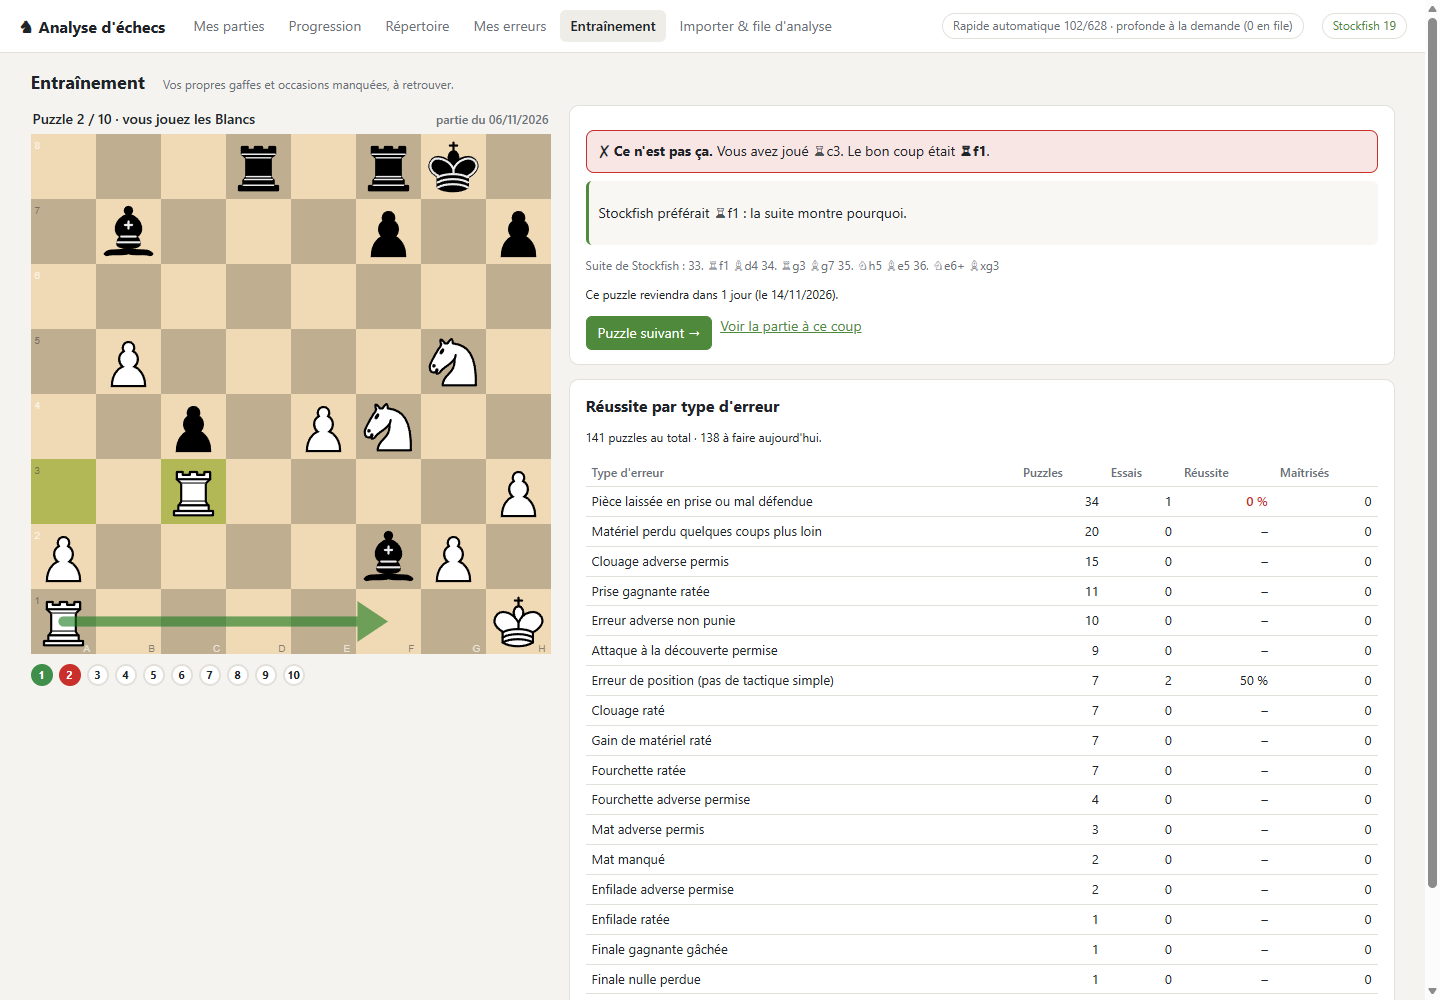 ♞ Analyse d'échecs Mes parties Progression Répertoire Mes erreurs Entraînement Importer & file d'analyse Rapide automatique 102/628 · profonde à la demande (0 en file) Stockfish 19
Entraînement Vos propres gaffes et occasions manquées, à retrouver.
Puzzle 2 / 10 · vous jouez les Blancs partie du 06/11/2026
8
7
6
5
4
3
2
1
A B C D E F G H
1 2 3 4 5 6 7 8 9 10
✗ Ce n'est pas ça. Vous avez joué ♖c3. Le bon coup était ♖f1.
Stockfish préférait ♖f1 : la suite montre pourquoi.
Suite de Stockfish : 33. ♖f1 ♗d4 34. ♖g3 ♗g7 35. ♘h5 ♗e5 36. ♘e6+ ♗xg3
Ce puzzle reviendra dans 1 jour (le 14/11/2026).
Puzzle suivant → Voir la partie à ce coup
Réussite par type d'erreur
141 puzzles au total · 138 à faire aujourd'hui.
Type d'erreur Puzzles Essais Réussite Maîtrisés
Pièce laissée en prise ou mal défendue 34 1 0 % 0
Matériel perdu quelques coups plus loin 20 0 – 0
Clouage adverse permis 15 0 – 0
Prise gagnante ratée 11 0 – 0
Erreur adverse non punie 10 0 – 0
Attaque à la découverte permise 9 0 – 0
Erreur de position (pas de tactique simple) 7 2 50 % 0
Clouage raté 7 0 – 0
Gain de matériel raté 7 0 – 0
Fourchette ratée 7 0 – 0
Fourchette adverse permise 4 0 – 0
Mat adverse permis 3 0 – 0
Mat manqué 2 0 – 0
Enfilade adverse permise 2 0 – 0
Enfilade ratée 1 0 – 0
Finale gagnante gâchée 1 0 – 0
Finale nulle perdue 1 0 – 0